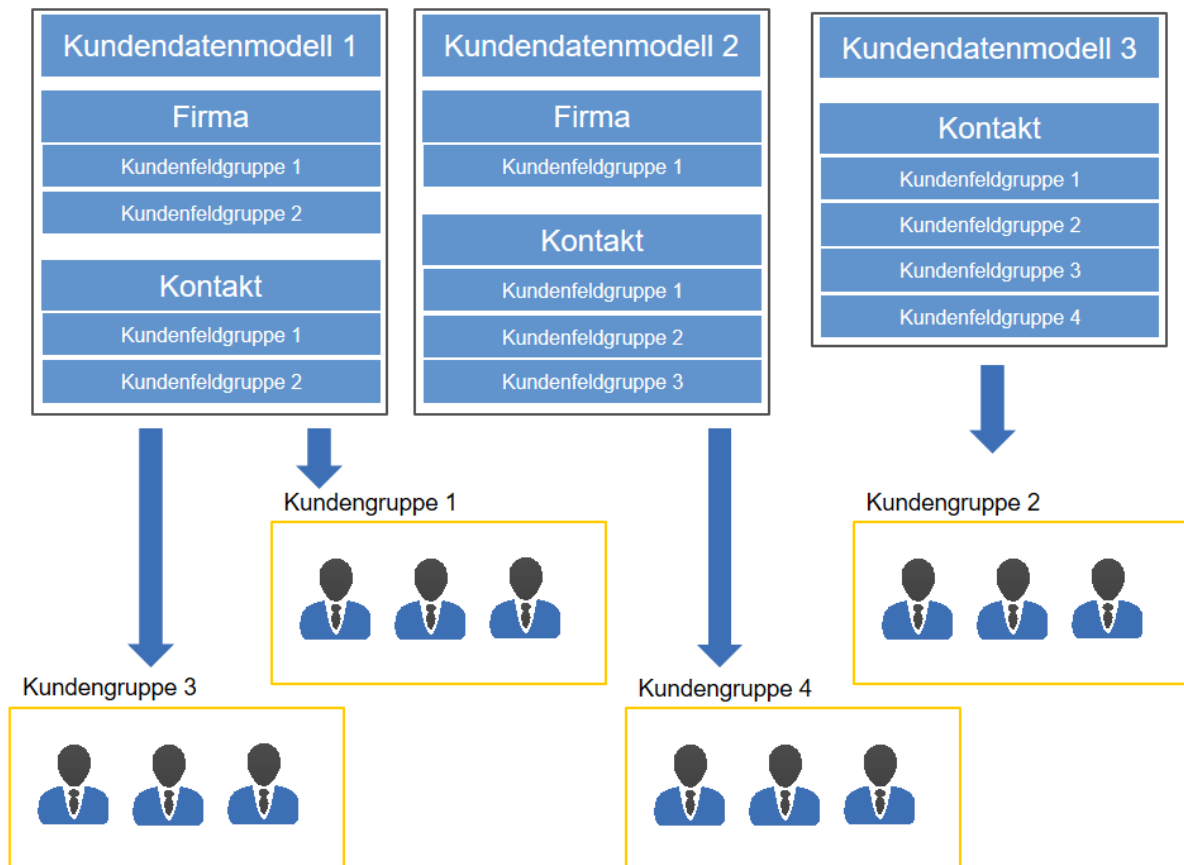 Kundendatenmodell 1
Firma
Kundenfeldgruppe 1
Kundenfeldgruppe 2
Kontakt
Kundenfeldgruppe 1
Kundenfeldgruppe 2
Kundendatenmodell 2
Firma
Kundenfeldgruppe 1
Kontakt
Kundenfeldgruppe 1
Kundenfeldgruppe 2
Kundenfeldgruppe 3
Kundendatenmodell 3
Kontakt
Kundenfeldgruppe 1
Kundenfeldgruppe 2
Kundenfeldgruppe 3
Kundenfeldgruppe 4
Kundengruppe 1
Kundengruppe 2
Kundengruppe 3
Kundengruppe 4